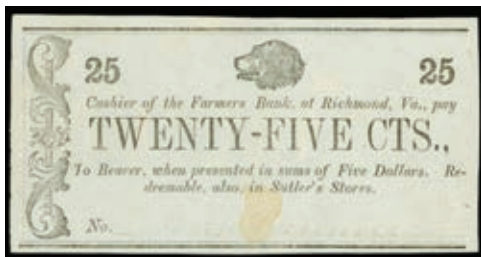 25 25
Cashier of the Farmers Bank, at Richmond, Va., pay
TWENTY-FIVE CTS.,
To Bearer, when presented in sums of Five Dollars. Re-
deemable, also, in Sutler's Stores.
No.